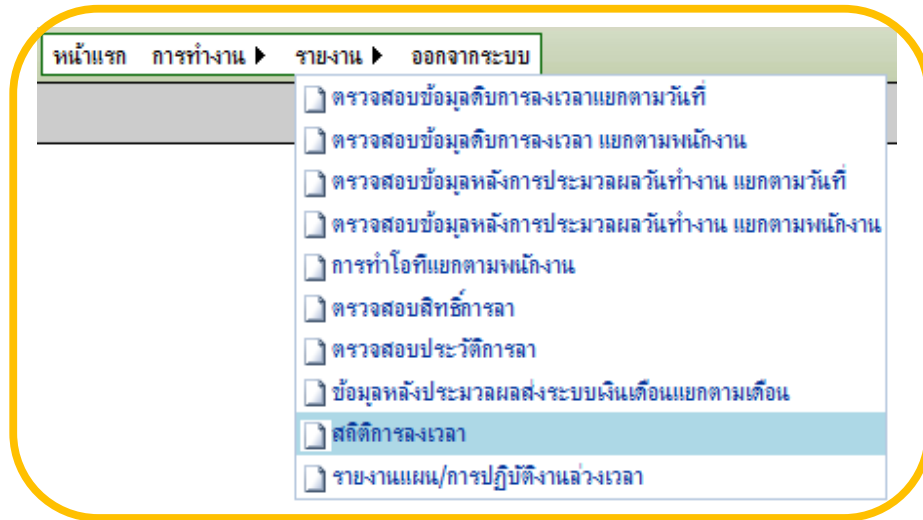 หน้าแรก การทำงาน ▶ รายงาน ▶ ออกจากระบบ
ตรวจสอบข้อมูลดิบการลงเวลาแยกตามวันที่
ตรวจสอบข้อมูลดิบการลงเวลา แยกตามพนักงาน
ตรวจสอบข้อมูลหลังการประมวลผลวันทำงาน แยกตามวันที่
ตรวจสอบข้อมูลหลังการประมวลผลวันทำงาน แยกตามพนักงาน
การทำโอทีแยกตามพนักงาน
ตรวจสอบสิทธิ์การลา
ตรวจสอบประวัติการลา
ข้อมูลหลังประมวลผลส่งระบบเงินเดือนแยกตามเดือน
สถิติการลงเวลา
รายงานแผน/การปฏิบัติงานล่วงเวลา